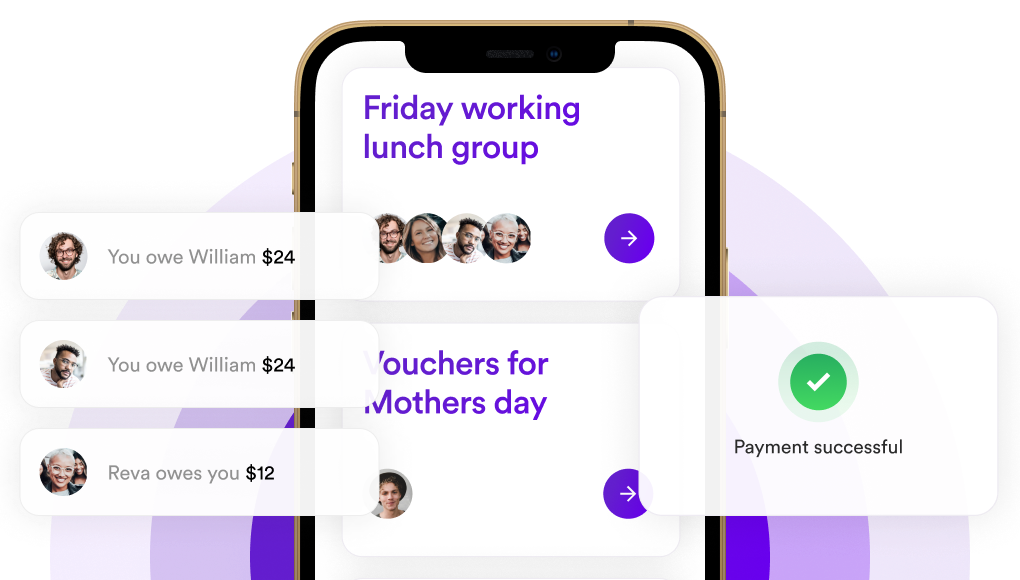 Friday working
lunch group
You owe William $24
You owe William $24
Reva owes you $12
Vouchers for
Mothers day
Payment successful